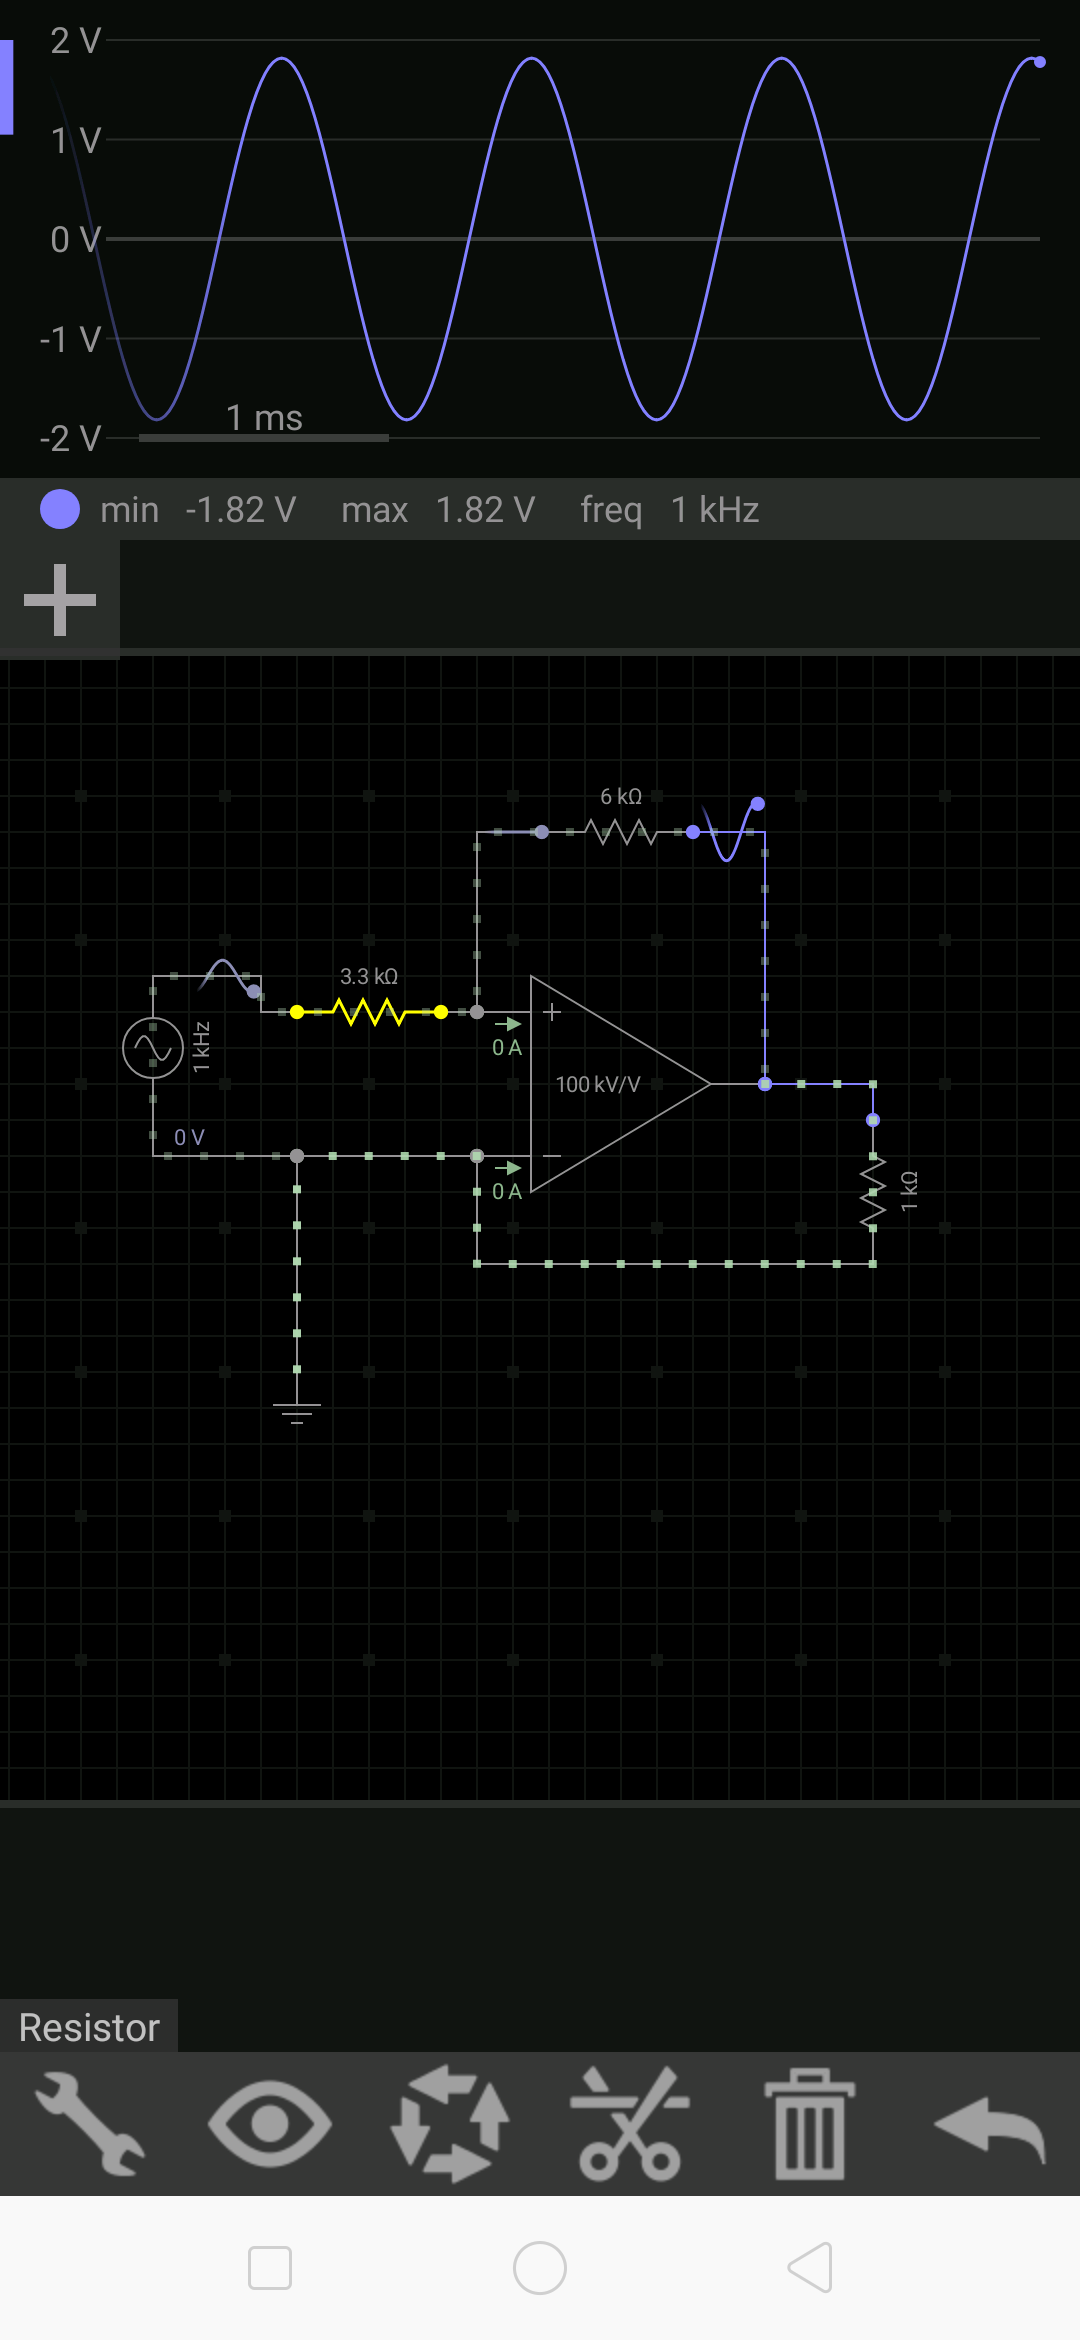 2 V
1 V
0 V
-1 V
-2 V
1 ms
min -1.82 V max 1.82 V freq 1 kHz
6 kΩ
3.3 kΩ
1 kHz
0 A
100 kV/V
0 V
0 A
1 kΩ
Resistor